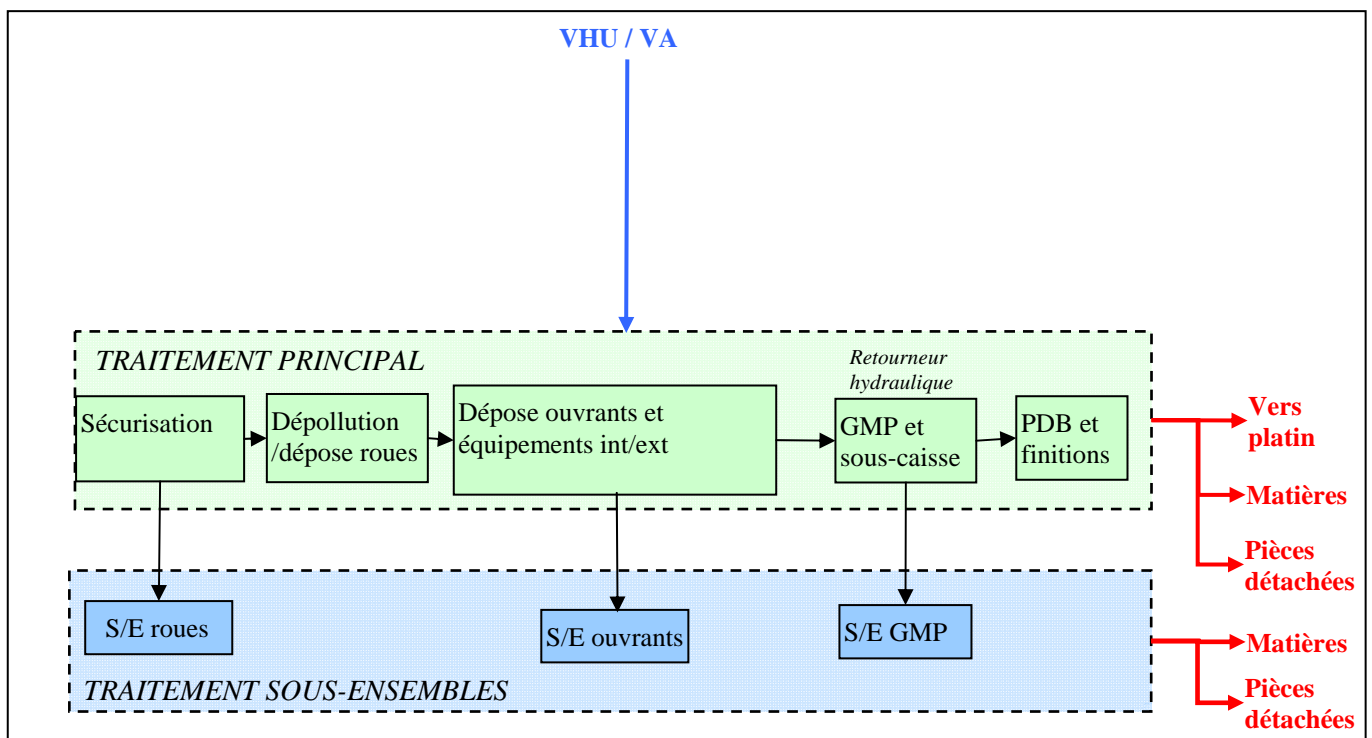 VHU / VA
TRAITEMENT PRINCIPAL
Retourneur
hydraulique
Sécurisation
Dépollution
/dépose roues
Dépose ouvrants et
équipements int/ext
GMP et
sous-caisse
PDB et
finitions
Vers
platin
Matières
Pièces
détachées
S/E roues
S/E ouvrants
S/E GMP
TRAITEMENT SOUS-ENSEMBLES
Matières
Pièces
détachées